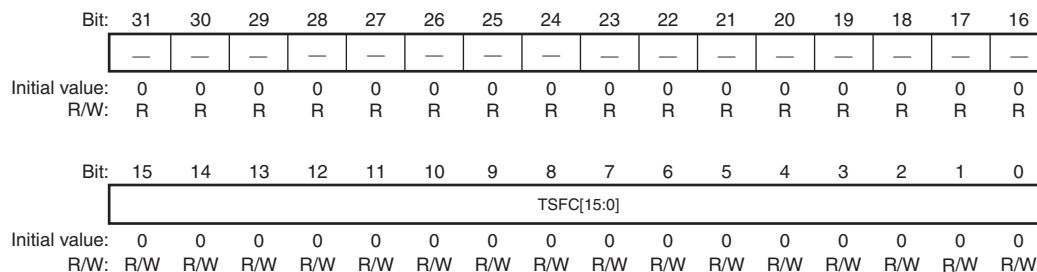 Bit: 31 30 29 28 27 26 25 24 23 22 21 20 19 18 17 16
— — — — — — — — — — — — — — — —
Initial value: 0 0 0 0 0 0 0 0 0 0 0 0 0 0 0 0
R/W: R R R R R R R R R R R R R R R R
Bit: 15 14 13 12 11 10 9 8 7 6 5 4 3 2 1 0
TSFC[15:0]
Initial value: 0 0 0 0 0 0 0 0 0 0 0 0 0 0 0 0
R/W: R/W R/W R/W R/W R/W R/W R/W R/W R/W R/W R/W R/W R/W R/W R/W R/W